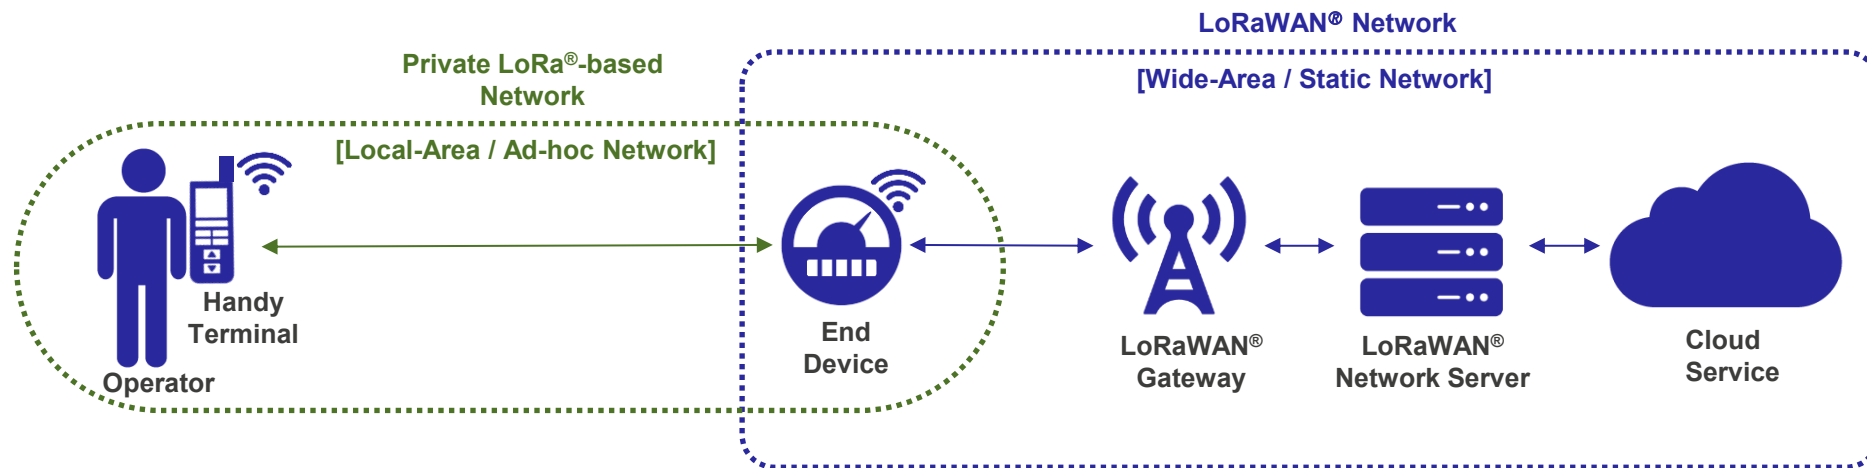 LoRaWAN® Network
[Wide-Area / Static Network]
Private LoRa®-based
Network
[Local-Area / Ad-hoc Network]
Handy
Terminal
Operator
End
Device
LoRaWAN®
Gateway
LoRaWAN®
Network Server
Cloud
Service